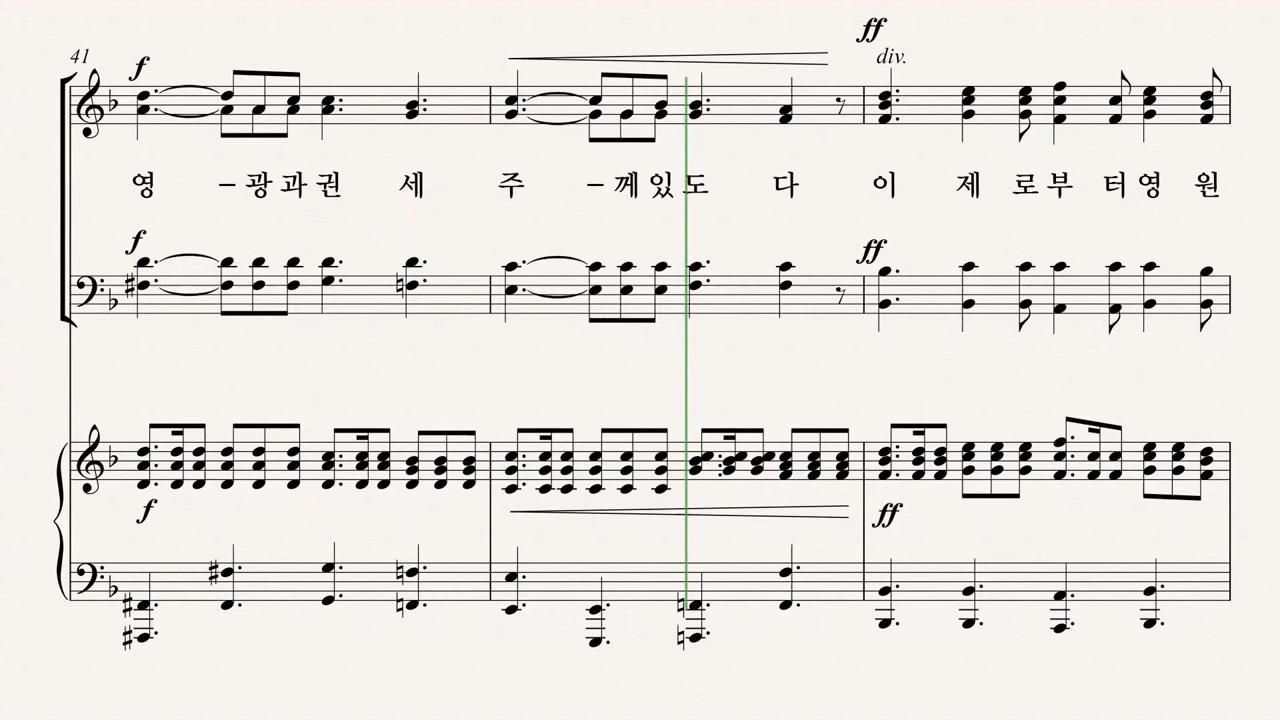 ff
41 f div.
영 – 광 과 권 세 주 – 께 있 도 다 이 제 로 부 터 영 원
f ff
f ff